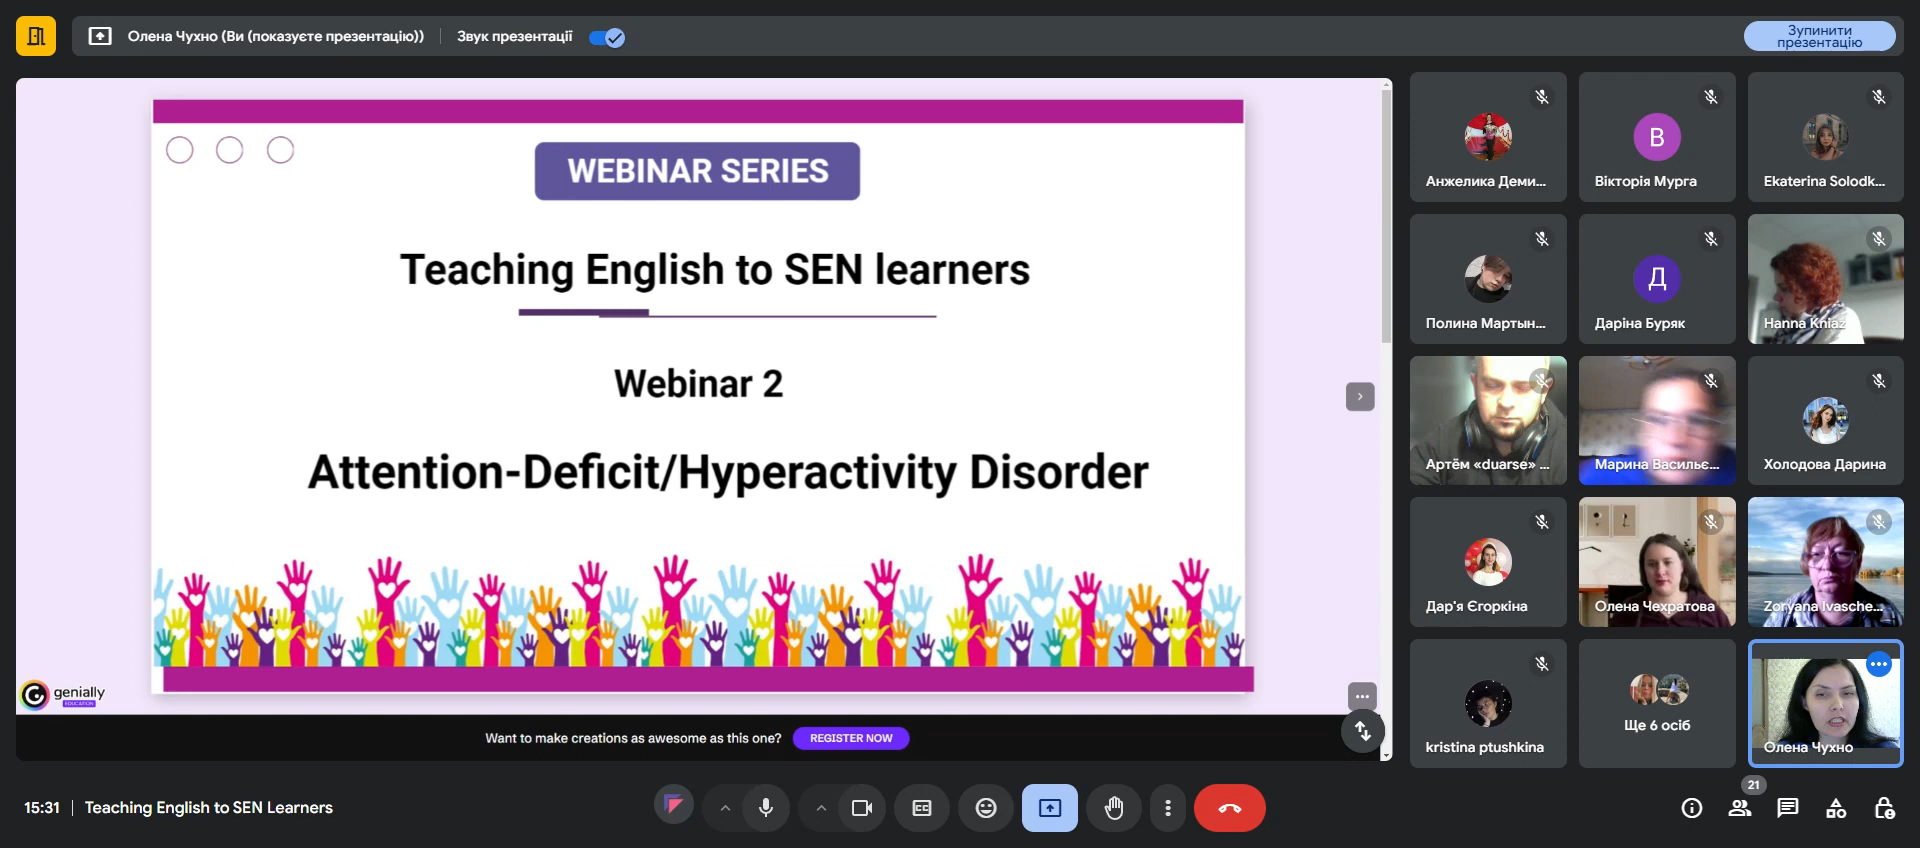 Олена Чухно (Ви (показуєте презентацію))
Звук презентації
Зупинити
презентацію
WEBINAR SERIES
Teaching English to SEN learners
Webinar 2
Attention-Deficit/Hyperactivity Disorder
genially
EDUCATION
Want to make creations as awesome as this one?
REGISTER NOW
Анжелика Деми...
В
Вікторія Мурга
Ekaterina Solodk...
Полина Мартын...
Д
Даріна Буряк
Hanna Kniaź
Артём «duarse» ...
Марина Васильє...
Холодова Дарина
Дар'я Єгоркіна
Олена Чехратова
Zoryana Ivasche...
kristina ptushkina
Ще 6 осіб
Олена Чухно
15:31 | Teaching English to SEN Learners
CC
21